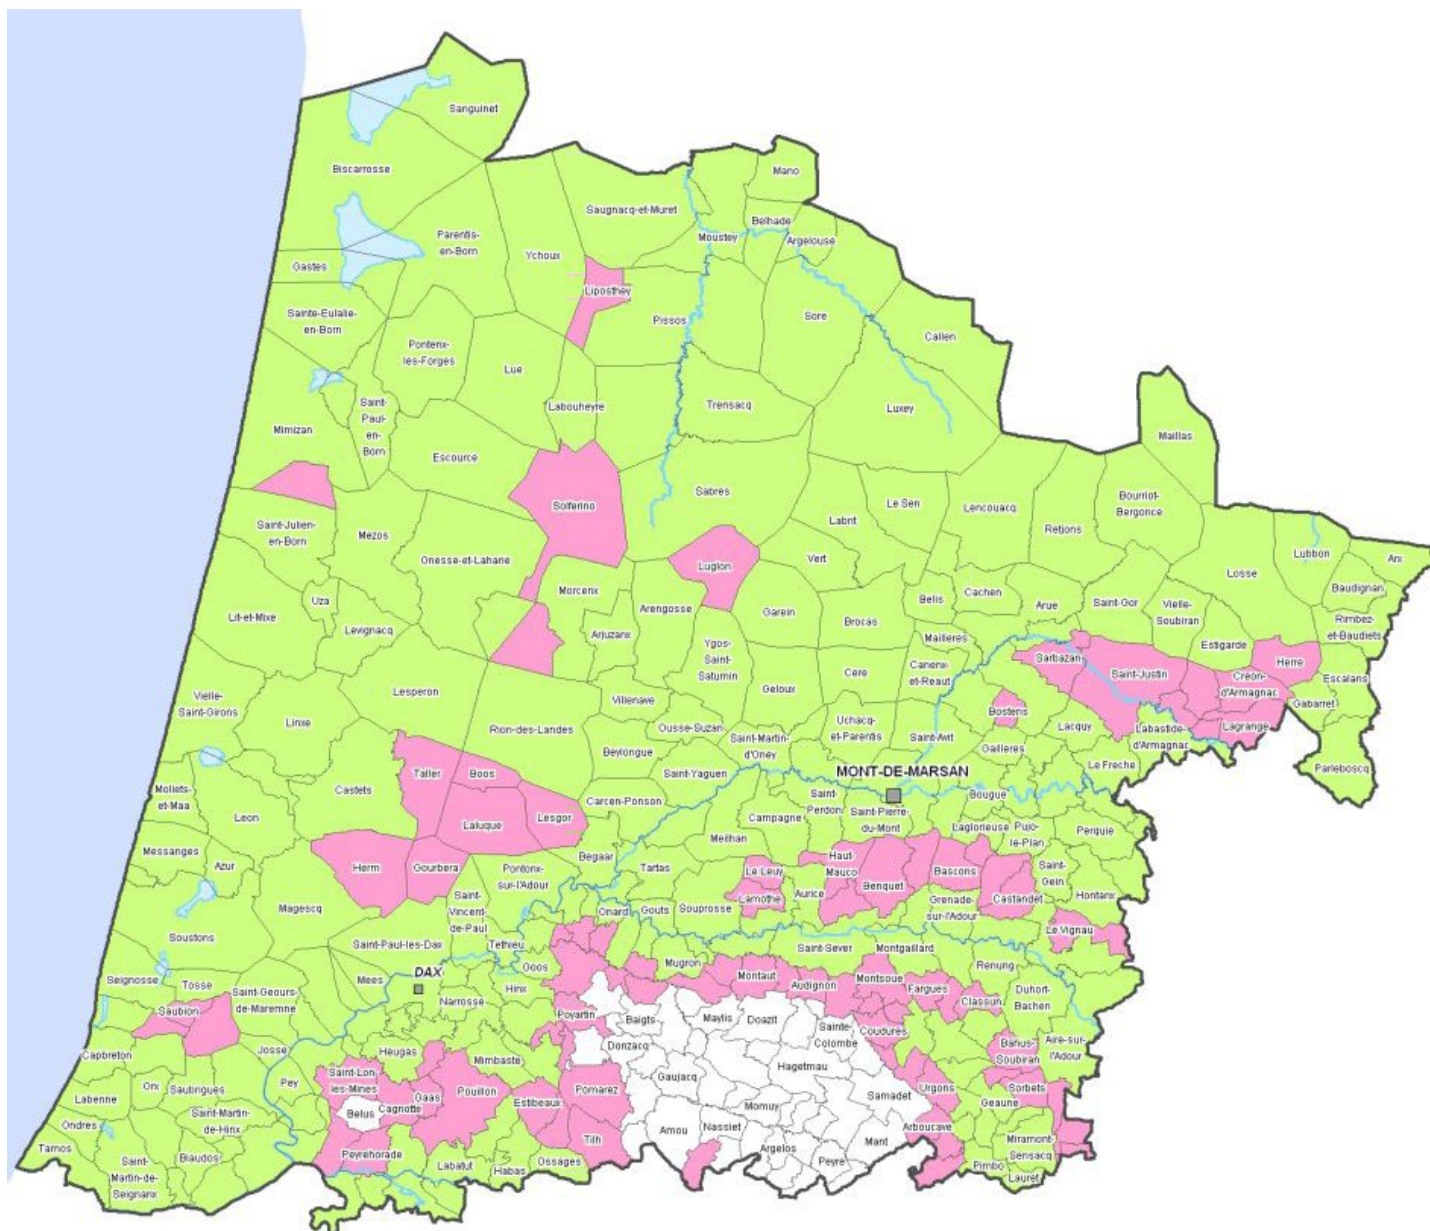 Sanguinet
Biscarrosse
Mano
Saugnacq-et-Muret
Belhade
Moustey
Argelouse
Parentis-
en-Born
Ychoux
Gastes
Liposthey
Sainte-Eulalie-
en-Born
Pissos
Sore
Callen
Pontenx-
les-Forges
Lue
Labouheyre
Trensacq
Luxey
Saint-
Paul-
en-
Born
Mimizan
Maillas
Escource
Solferino
Sabres
Le Sen
Lencouacq
Bourriot-
Bergonce
Retjons
Labrit
Saint-Julien-
en-Born
Mezos
Onesse-et-Laharie
Luglon
Vert
Lubbon
Arx
Losse
Baudignan
Morcenx
Arengosse
Garein
Belis
Cachen
Arue
Saint-Gor
Vielle-
Soubiran
Rimbez-
et-Baudiets
Uza
Lit-et-Mixe
Levignacq
Arjuzanx
Brocas
Mailleres
Estigarde
Ygos-
Saint-
Saturnin
Canenx-
et-Reaut
Sarbazan
Saint-Justin
Herre
Creon-
d'Armagnac
Escalans
Gabarret
Vielle-
Saint-Girons
Lesperon
Villenave
Geloux
Cere
Bostens
Linxe
Rion-des-Landes
Ousse-Suzan
Uchacq-
et-Parentis
Lacquy
Labastide-
d'Armagnac
Lagrange
Beylongue
Saint-Martin-
d'Oney
Saint-Avit
Gailleres
Le Freche
Parleboscq
Taller
Boos
Saint-Yaguen
MONT-DE-MARSAN
Castets
Moliets-
et-Maa
Leon
Laluque
Lesgor
Carcen-Ponson
Saint-
Perdon
Campagne
Saint-Pierre-
du-Mont
Bougue
Laglorieuse
Pujo-
le-Plan
Perquie
Meilhan
Messanges
Azur
Herm
Gourbera
Pontonx-
sur-l'Adour
Begaar
Tartas
Le Leuy
Haut-
Mauco
Benquet
Bascons
Saint-
Gein
Lamothe
Aurice
Castandet
Hontanx
Magescq
Saint-
Vincent-
de-Paul
Onard
Gouts
Souprosse
Grenade-
sur-l'Adour
Le Vignau
Soustons
Saint-Paul-les-Dax
Tethieu
Saint-Sever
Montgaillard
Seignosse
Tosse
Mees
DAX
Goos
Mugron
Montaut
Audignon
Montsoue
Fargues
Renung
Classun
Duhort-
Bachen
Saint-Geours-
de-Maremne
Narrosse
Hinx
Saubion
Poyartin
Baigts
Maylis
Doazit
Sainte-
Colombe
Coudures
Banus-
Soubiran
Aire-sur-
l'Adour
Capbreton
Josse
Heugas
Mimbaste
Donzacq
Hagetmau
Orx
Saubrigues
Pey
Saint-Lon-
les-Mines
Gaas
Pouillon
Pomarez
Gaujacq
Samadet
Urgons
Sorbets
Geaune
Labenne
Belus
Cagnotte
Estibeaux
Momuy
Ondres
Saint-Martin-
de-Hinx
Tilh
Amou
Nassiet
Arboucave
Tarnos
Biaudos
Peyrehorade
Argelos
Mant
Miramont-
Sensacq
Saint-
Martin-de-
Seignanx
Labatut
Habas
Ossages
Peyre
Pimbo
Lauret